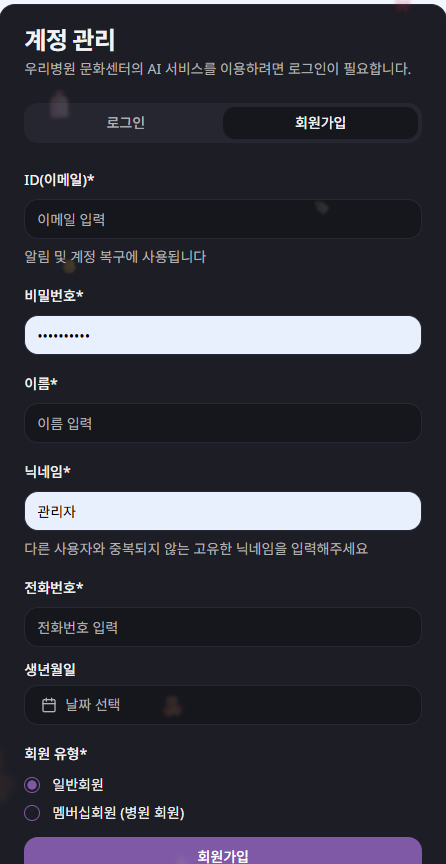 계정 관리
우리병원 문화센터의 AI 서비스를 이용하려면 로그인이 필요합니다.
로그인 회원가입
ID(이메일)*
이메일 입력
알림 및 계정 복구에 사용됩니다
비밀번호*
••••••••••
이름*
이름 입력
닉네임*
관리자
다른 사용자와 중복되지 않는 고유한 닉네임을 입력해주세요
전화번호*
전화번호 입력
생년월일
날짜 선택
회원 유형*
일반회원
멤버십회원 (병원 회원)
회원가입